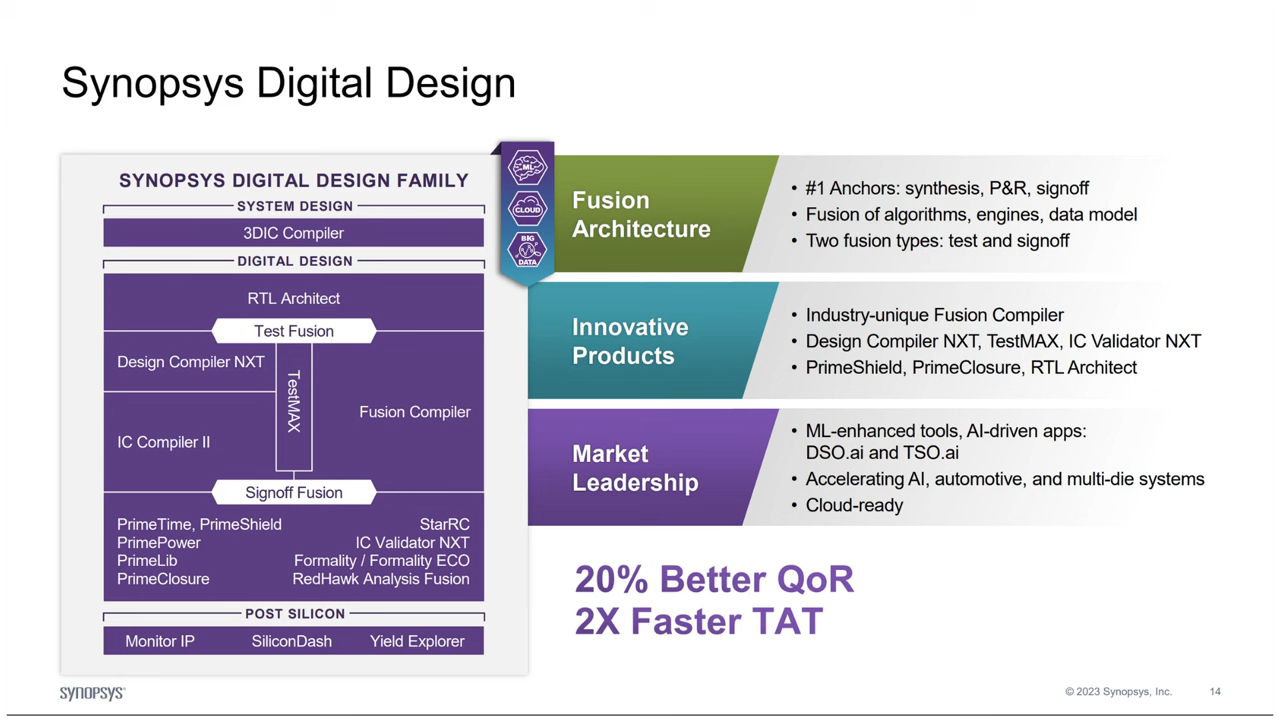 Synopsys Digital Design
SYNOPSYS DIGITAL DESIGN FAMILY
SYSTEM DESIGN
3DIC Compiler
DIGITAL DESIGN
RTL Architect
Test Fusion
Design Compiler NXT
TestMAX
Fusion Compiler
IC Compiler II
Signoff Fusion
PrimeTime, PrimeShield
PrimePower
PrimeLib
PrimeClosure
StarRC
IC Validator NXT
Formality / Formality ECO
RedHawk Analysis Fusion
POST SILICON
Monitor IP
SiliconDash
Yield Explorer
ML
CLOUD
BIG
DATA
Fusion
Architecture
• #1 Anchors: synthesis, P&R, signoff
• Fusion of algorithms, engines, data model
• Two fusion types: test and signoff
Innovative
Products
• Industry-unique Fusion Compiler
• Design Compiler NXT, TestMAX, IC Validator NXT
• PrimeShield, PrimeClosure, RTL Architect
Market
Leadership
• ML-enhanced tools, AI-driven apps:
DSO.ai and TSO.ai
• Accelerating AI, automotive, and multi-die systems
• Cloud-ready
20% Better QoR
2X Faster TAT
SYNOPSYS®
© 2023 Synopsys, Inc.
14